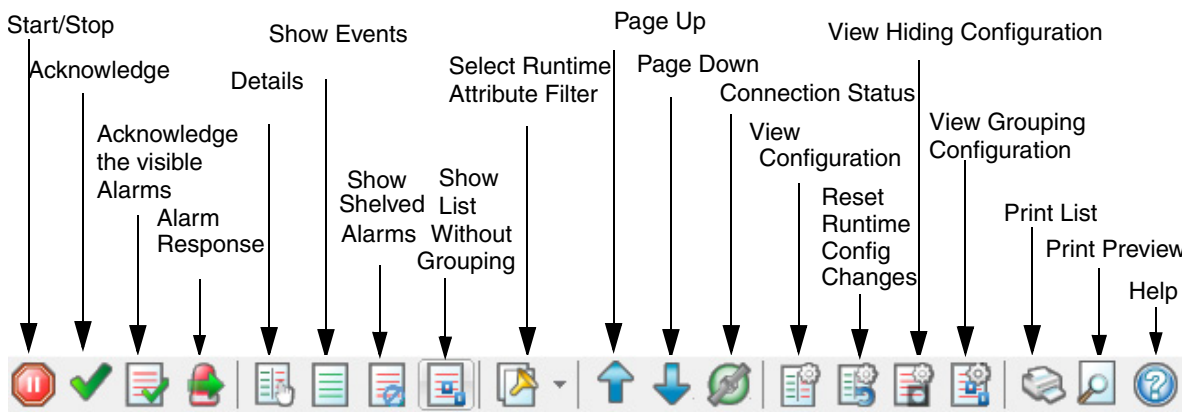 Start/Stop
Acknowledge
Acknowledge
the visible
Alarms
Alarm
Response
Details
Show Events
Show
Shelved
Alarms
Show
List
Without
Grouping
Select Runtime
Attribute Filter
Page Up
Page Down
Connection Status
View
Configuration
Reset
Runtime
Config
Changes
View Hiding Configuration
View Grouping
Configuration
Print List
Print Preview
Help